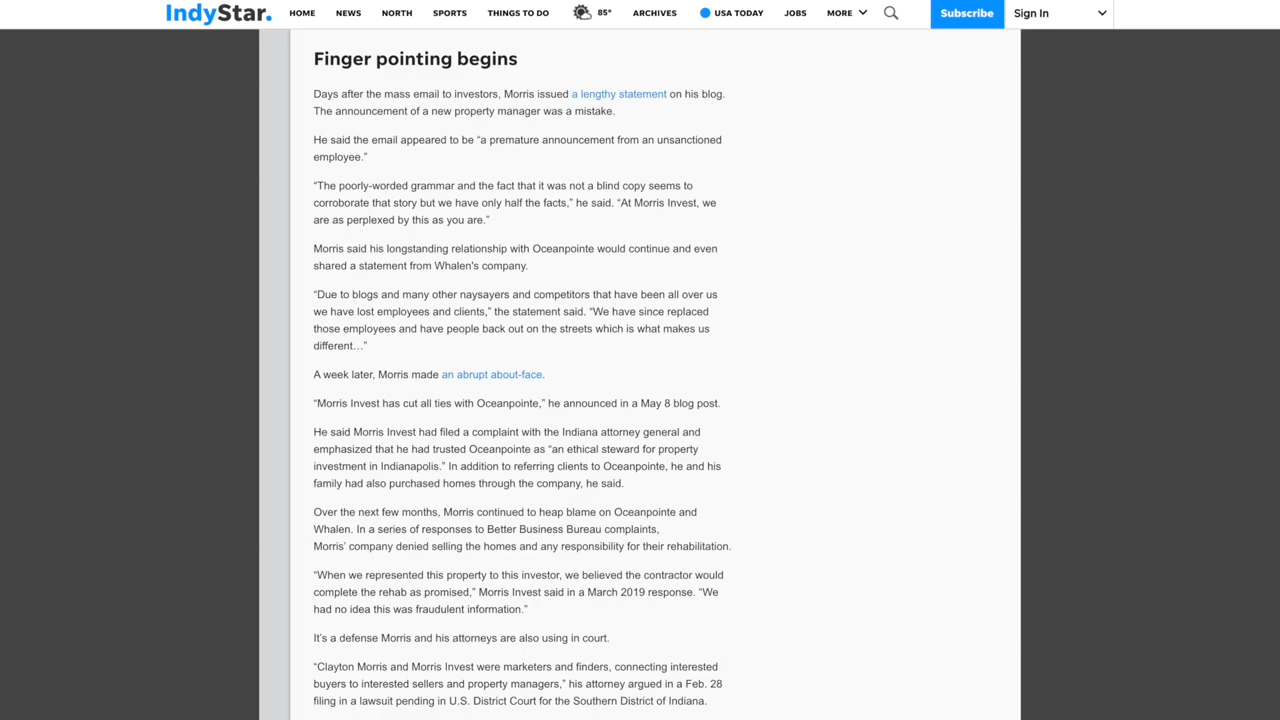 IndyStar.
HOME NEWS NORTH SPORTS THINGS TO DO 85° ARCHIVES USA TODAY JOBS MORE Subscribe Sign In
Finger pointing begins
Days after the mass email to investors, Morris issued a lengthy statement on his blog.
The announcement of a new property manager was a mistake.
He said the email appeared to be “a premature announcement from an unsanctioned
employee.”
“The poorly-worded grammar and the fact that it was not a blind copy seems to
corroborate that story but we have only half the facts,” he said. “At Morris Invest, we
are as perplexed by this as you are.”
Morris said his longstanding relationship with Oceanpointe would continue and even
shared a statement from Whalen's company.
“Due to blogs and many other naysayers and competitors that have been all over us
we have lost employees and clients,” the statement said. “We have since replaced
those employees and have people back out on the streets which is what makes us
different…”
A week later, Morris made an abrupt about-face.
“Morris Invest has cut all ties with Oceanpointe,” he announced in a May 8 blog post.
He said Morris Invest had filed a complaint with the Indiana attorney general and
emphasized that he had trusted Oceanpointe as “an ethical steward for property
investment in Indianapolis.” In addition to referring clients to Oceanpointe, he and his
family had also purchased homes through the company, he said.
Over the next few months, Morris continued to heap blame on Oceanpointe and
Whalen. In a series of responses to Better Business Bureau complaints,
Morris’ company denied selling the homes and any responsibility for their rehabilitation.
“When we represented this property to this investor, we believed the contractor would
complete the rehab as promised,” Morris Invest said in a March 2019 response. “We
had no idea this was fraudulent information.”
It’s a defense Morris and his attorneys are also using in court.
“Clayton Morris and Morris Invest were marketers and finders, connecting interested
buyers to interested sellers and property managers,” his attorney argued in a Feb. 28
filing in a lawsuit pending in U.S. District Court for the Southern District of Indiana.